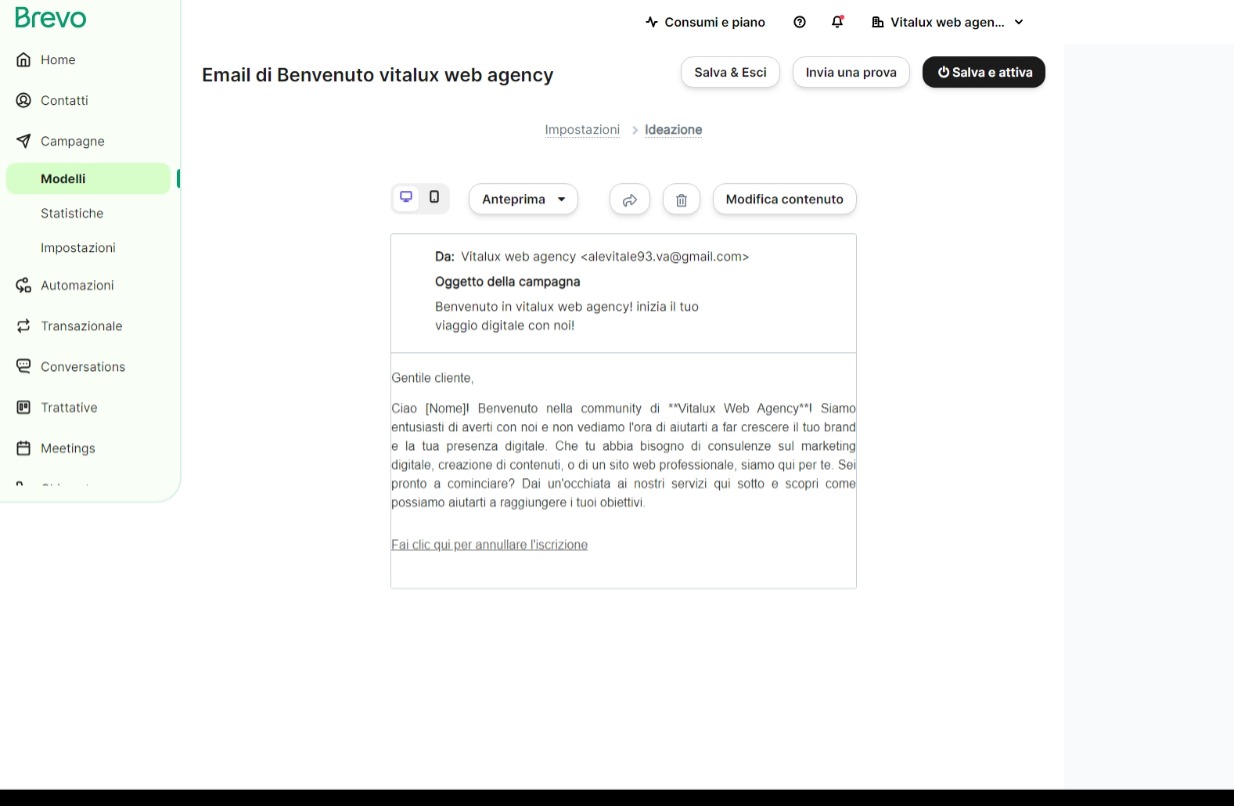 Brevo
Consumi e piano
Vitalux web agen...
Home
Contatti
Campagne
Modelli
Statistiche
Impostazioni
Automazioni
Transazionale
Conversations
Trattative
Meetings
Email di Benvenuto vitalux web agency
Salva & Esci
Invia una prova
Salva e attiva
Impostazioni > Ideazione
Anteprima
Modifica contenuto
Da: Vitalux web agency <alevitale93.va@gmail.com>
Oggetto della campagna
Benvenuto in vitalux web agency! inizia il tuo
viaggio digitale con noi!
Gentile cliente,
Ciao [Nome]! Benvenuto nella community di **Vitalux Web Agency**! Siamo
entusiasti di averti con noi e non vediamo l'ora di aiutarti a far crescere il tuo brand
e la tua presenza digitale. Che tu abbia bisogno di consulenze sul marketing
digitale, creazione di contenuti, o di un sito web professionale, siamo qui per te. Sei
pronto a cominciare? Dai un'occhiata ai nostri servizi qui sotto e scopri come
possiamo aiutarti a raggiungere i tuoi obiettivi.
Fai clic qui per annullare l'iscrizione